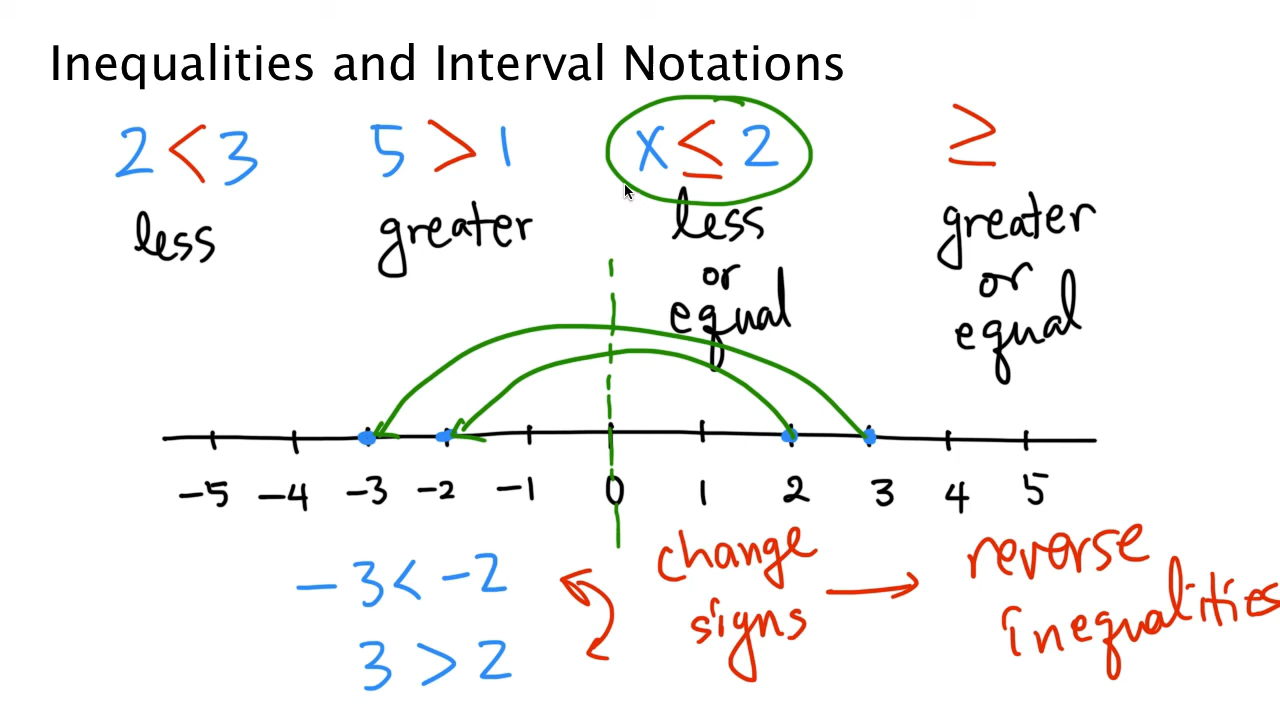 Inequalities and Interval Notations
2 < 3 5 > 1 x ≤ 2 ≥
less greater less or equal greater or equal
-5 -4 -3 -2 -1 0 1 2 3 4 5
-3 < -2
3 > 2
change signs → reverse inequalities